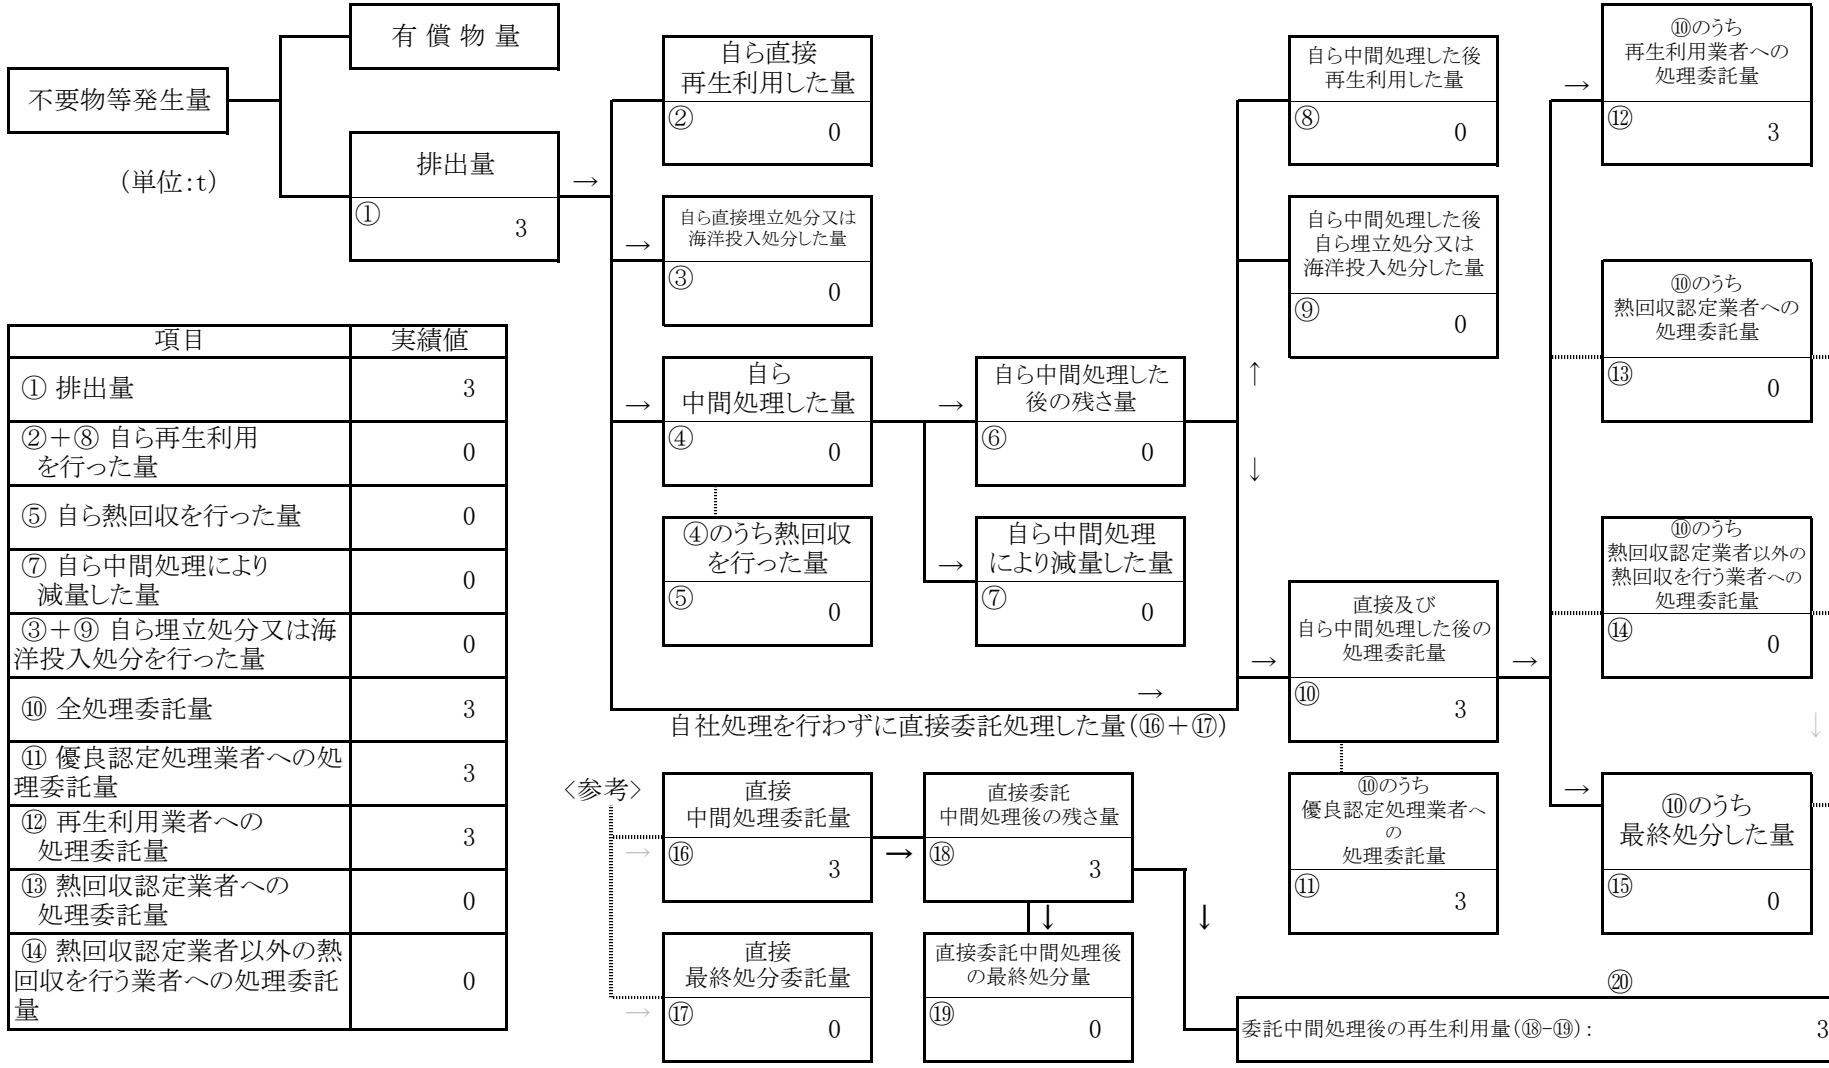 有 償 物 量
不要物等発生量
(単位:t)
排出量
①
3
→
自ら直接
再生利用した量
②
0
→
自ら直接埋立処分又は
海洋投入処分した量
③
0
→
自ら
中間処理した量
④
0
④のうち熱回収
を行った量
⑤
0
→
自ら中間処理した
後の残さ量
⑥
0
→
自ら中間処理
により減量した量
⑦
0
↑
↓
自ら中間処理した後
再生利用した量
⑧
0
自ら中間処理した後
自ら埋立処分又は
海洋投入処分した量
⑨
0
→
自社処理を行わずに直接委託処理した量(⑯+⑰)
→
直接及び
自ら中間処理した後の
処理委託量
⑩
3
⑩のうち
優良認定処理業者へ
の
処理委託量
⑪
3
→
→
⑩のうち
再生利用業者への
処理委託量
⑫
3
⑩のうち
熱回収認定業者への
処理委託量
⑬
0
⑩のうち
熱回収認定業者以外の
熱回収を行う業者への
処理委託量
⑭
0
↓
→
⑩のうち
最終処分した量
⑮
0
項目 実績値
① 排出量 3
②+⑧ 自ら再生利用
を行った量 0
⑤ 自ら熱回収を行った量 0
⑦ 自ら中間処理により
減量した量 0
③+⑨ 自ら埋立処分又は海
洋投入処分を行った量 0
⑩ 全処理委託量 3
⑪ 優良認定処理業者への処
理委託量 3
⑫ 再生利用業者への
処理委託量 3
⑬ 熱回収認定業者への
処理委託量 0
⑭ 熱回収認定業者以外の熱
回収を行う業者への処理委託
量 0
<参考>
→
直接
中間処理委託量
⑯
3
→
直接委託
中間処理後の残さ量
⑱
3
↓
↓
→
直接
最終処分委託量
⑰
0
直接委託中間処理後
の最終処分量
⑲
0
⑳
委託中間処理後の再生利用量(⑱-⑲): 3